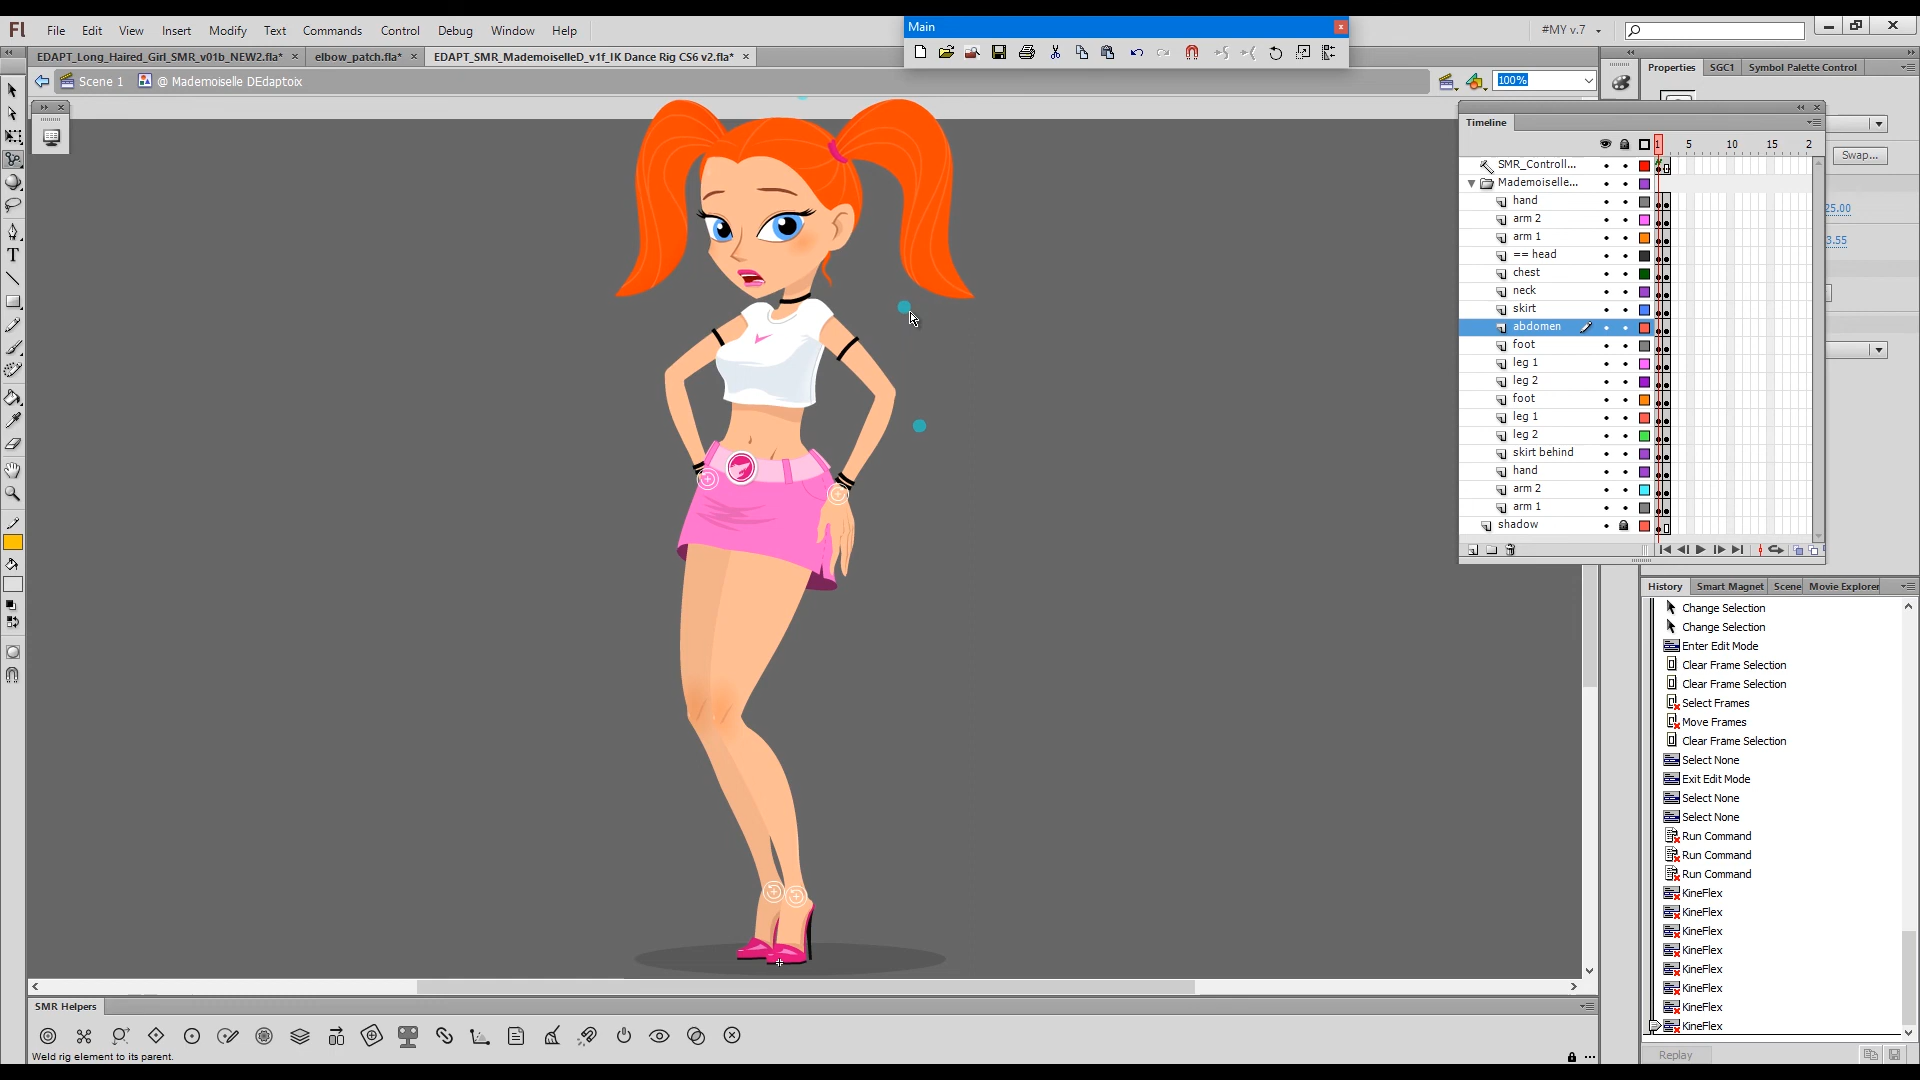 Main
Fl File Edit View Insert Modify Text Commands Control Debug Window Help #MY v.7
EDAPT_Long_Haired_Girl_SMR_v01b_NEW2.fla* elbow_patch.fla* EDAPT_SMR_MademoiselleD_v1f_IK Dance Rig CS6 v2.fla*
Properties SGC1 Symbol Palette Control
Scene 1 @ Mademoiselle DEdaptoix 100%
Timeline
1 5 10 15 2
Swap...
SMR_Controll...
Mademoiselle...
hand
25.00
arm 2
arm 1
3.55
== head
chest
neck
skirt
abdomen
foot
leg 1
leg 2
foot
leg 1
leg 2
skirt behind
hand
arm 2
arm 1
shadow
History Smart Magnet Scene Movie Explorer
Change Selection
Change Selection
Enter Edit Mode
Clear Frame Selection
Clear Frame Selection
Select Frames
Move Frames
Clear Frame Selection
Select None
Exit Edit Mode
Select None
Select None
Run Command
Run Command
Run Command
KineFlex
KineFlex
KineFlex
KineFlex
KineFlex
KineFlex
KineFlex
KineFlex
Replay
SMR Helpers
Weld rig element to its parent.